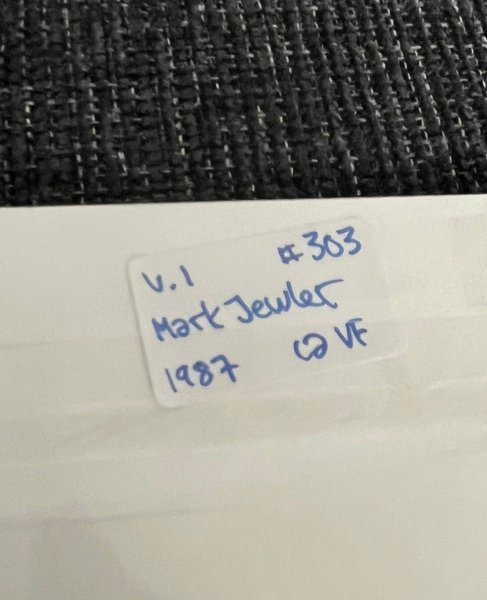 V.1 #303
Mark Jewler
1987 VF